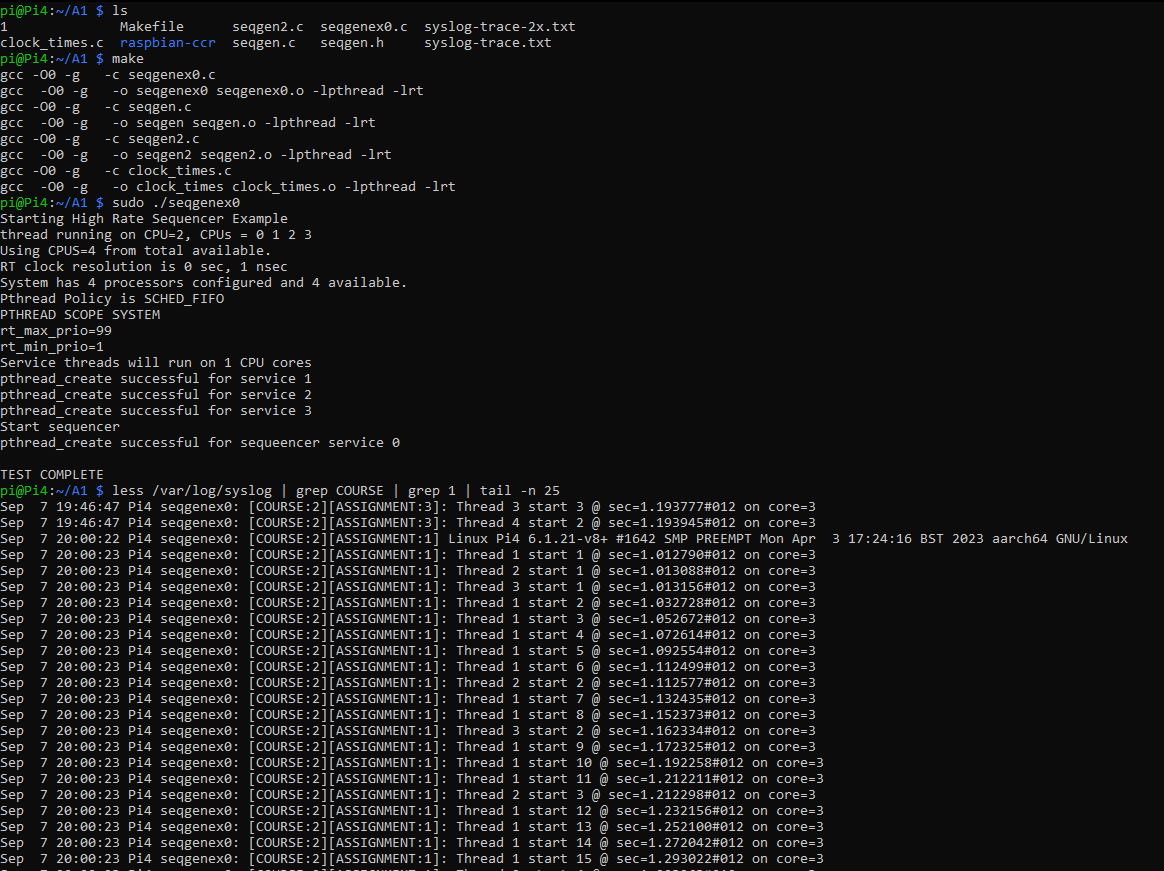 pi@Pi4:~/A1 $ ls
1              Makefile      seqgen2.c  seqgenex0.c  syslog-trace-2x.txt
clock_times.c  raspbian-ccr  seqgen.c   seqgen.h     syslog-trace.txt
pi@Pi4:~/A1 $ make
gcc -O0 -g   -c seqgenex0.c
gcc  -O0 -g   -o seqgenex0 seqgenex0.o -lpthread -lrt
gcc -O0 -g   -c seqgen.c
gcc  -O0 -g   -o seqgen seqgen.o -lpthread -lrt
gcc -O0 -g   -c seqgen2.c
gcc  -O0 -g   -o seqgen2 seqgen2.o -lpthread -lrt
gcc -O0 -g   -c clock_times.c
gcc  -O0 -g   -o clock_times clock_times.o -lpthread -lrt
pi@Pi4:~/A1 $ sudo ./seqgenex0
Starting High Rate Sequencer Example
thread running on CPU=2, CPUs = 0 1 2 3
Using CPUS=4 from total available.
RT clock resolution is 0 sec, 1 nsec
System has 4 processors configured and 4 available.
Pthread Policy is SCHED_FIFO
PTHREAD SCOPE SYSTEM
rt_max_prio=99
rt_min_prio=1
Service threads will run on 1 CPU cores
pthread_create successful for service 1
pthread_create successful for service 2
pthread_create successful for service 3
Start sequencer
pthread_create successful for sequeencer service 0

TEST COMPLETE
pi@Pi4:~/A1 $ less /var/log/syslog | grep COURSE | grep 1 | tail -n 25
Sep  7 19:46:47 Pi4 seqgenex0: [COURSE:2][ASSIGNMENT:3]: Thread 3 start 3 @ sec=1.193777#012 on core=3
Sep  7 19:46:47 Pi4 seqgenex0: [COURSE:2][ASSIGNMENT:3]: Thread 4 start 2 @ sec=1.193945#012 on core=3
Sep  7 20:00:22 Pi4 seqgenex0: [COURSE:2][ASSIGNMENT:1] Linux Pi4 6.1.21-v8+ #1642 SMP PREEMPT Mon Apr  3 17:24:16 BST 2023 aarch64 GNU/Linux
Sep  7 20:00:23 Pi4 seqgenex0: [COURSE:2][ASSIGNMENT:1]: Thread 1 start 1 @ sec=1.012790#012 on core=3
Sep  7 20:00:23 Pi4 seqgenex0: [COURSE:2][ASSIGNMENT:1]: Thread 2 start 1 @ sec=1.013088#012 on core=3
Sep  7 20:00:23 Pi4 seqgenex0: [COURSE:2][ASSIGNMENT:1]: Thread 3 start 1 @ sec=1.013156#012 on core=3
Sep  7 20:00:23 Pi4 seqgenex0: [COURSE:2][ASSIGNMENT:1]: Thread 1 start 2 @ sec=1.032728#012 on core=3
Sep  7 20:00:23 Pi4 seqgenex0: [COURSE:2][ASSIGNMENT:1]: Thread 1 start 3 @ sec=1.052672#012 on core=3
Sep  7 20:00:23 Pi4 seqgenex0: [COURSE:2][ASSIGNMENT:1]: Thread 1 start 4 @ sec=1.072614#012 on core=3
Sep  7 20:00:23 Pi4 seqgenex0: [COURSE:2][ASSIGNMENT:1]: Thread 1 start 5 @ sec=1.092554#012 on core=3
Sep  7 20:00:23 Pi4 seqgenex0: [COURSE:2][ASSIGNMENT:1]: Thread 1 start 6 @ sec=1.112499#012 on core=3
Sep  7 20:00:23 Pi4 seqgenex0: [COURSE:2][ASSIGNMENT:1]: Thread 2 start 2 @ sec=1.112577#012 on core=3
Sep  7 20:00:23 Pi4 seqgenex0: [COURSE:2][ASSIGNMENT:1]: Thread 1 start 7 @ sec=1.132435#012 on core=3
Sep  7 20:00:23 Pi4 seqgenex0: [COURSE:2][ASSIGNMENT:1]: Thread 1 start 8 @ sec=1.152373#012 on core=3
Sep  7 20:00:23 Pi4 seqgenex0: [COURSE:2][ASSIGNMENT:1]: Thread 3 start 2 @ sec=1.162334#012 on core=3
Sep  7 20:00:23 Pi4 seqgenex0: [COURSE:2][ASSIGNMENT:1]: Thread 1 start 9 @ sec=1.172325#012 on core=3
Sep  7 20:00:23 Pi4 seqgenex0: [COURSE:2][ASSIGNMENT:1]: Thread 1 start 10 @ sec=1.192258#012 on core=3
Sep  7 20:00:23 Pi4 seqgenex0: [COURSE:2][ASSIGNMENT:1]: Thread 1 start 11 @ sec=1.212211#012 on core=3
Sep  7 20:00:23 Pi4 seqgenex0: [COURSE:2][ASSIGNMENT:1]: Thread 2 start 3 @ sec=1.212298#012 on core=3
Sep  7 20:00:23 Pi4 seqgenex0: [COURSE:2][ASSIGNMENT:1]: Thread 1 start 12 @ sec=1.232156#012 on core=3
Sep  7 20:00:23 Pi4 seqgenex0: [COURSE:2][ASSIGNMENT:1]: Thread 1 start 13 @ sec=1.252100#012 on core=3
Sep  7 20:00:23 Pi4 seqgenex0: [COURSE:2][ASSIGNMENT:1]: Thread 1 start 14 @ sec=1.272042#012 on core=3
Sep  7 20:00:23 Pi4 seqgenex0: [COURSE:2][ASSIGNMENT:1]: Thread 1 start 15 @ sec=1.293022#012 on core=3